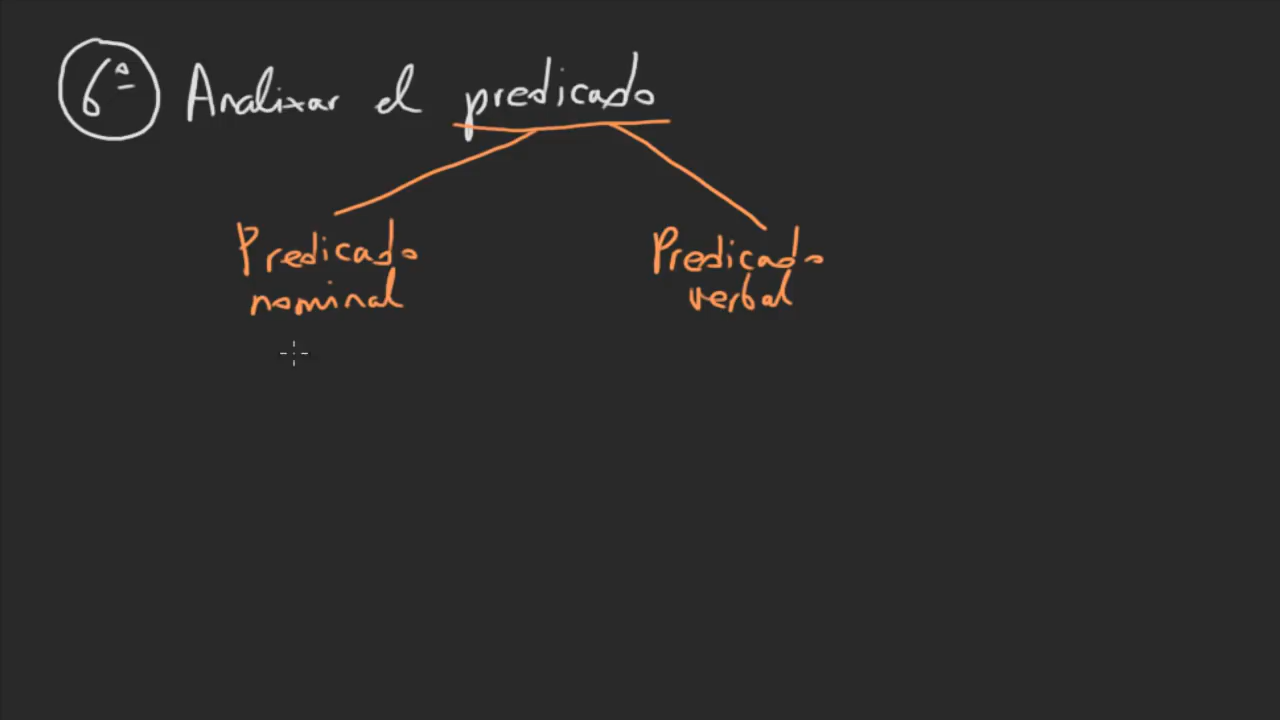 6ª Analizar el predicado
Predicado
nominal
Predicado
verbal